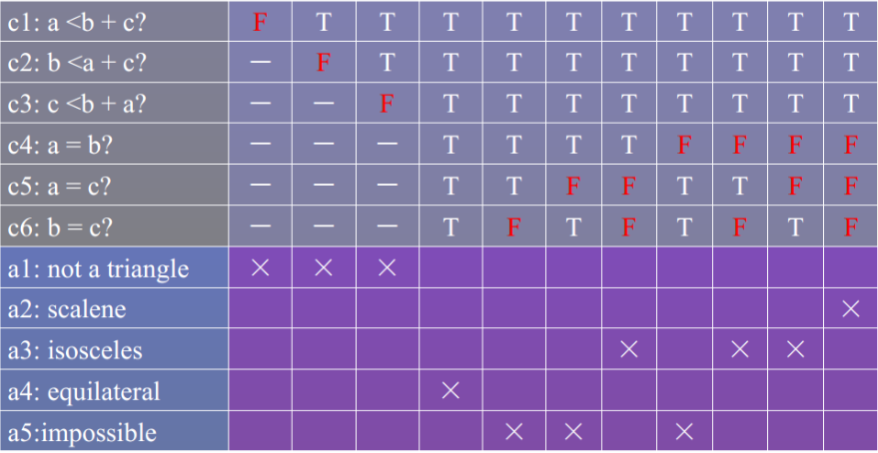 c1: a <b + c? F T T T T T T T T T T
c2: b <a + c? — F T T T T T T T T T
c3: c <b + a? — — F T T T T T T T T
c4: a = b? — — — T T T T F F F F
c5: a = c? — — — T T F F T T F F
c6: b = c? — — — T F T F T F T F
a1: not a triangle × × ×
a2: scalene ×
a3: isosceles × × ×
a4: equilateral ×
a5:impossible × × ×